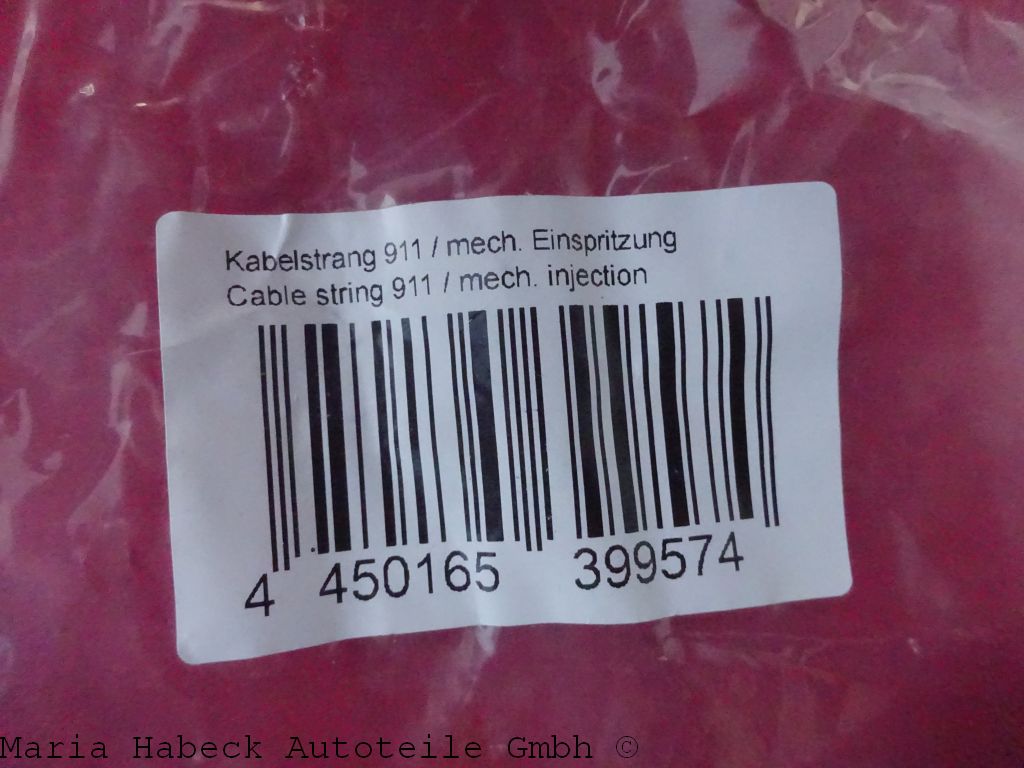 Kabelstrang 911 / mech. Einspritzung
Cable string 911 / mech. injection
4 450165 399574
Maria Habeck Autoteile Gmbh ©